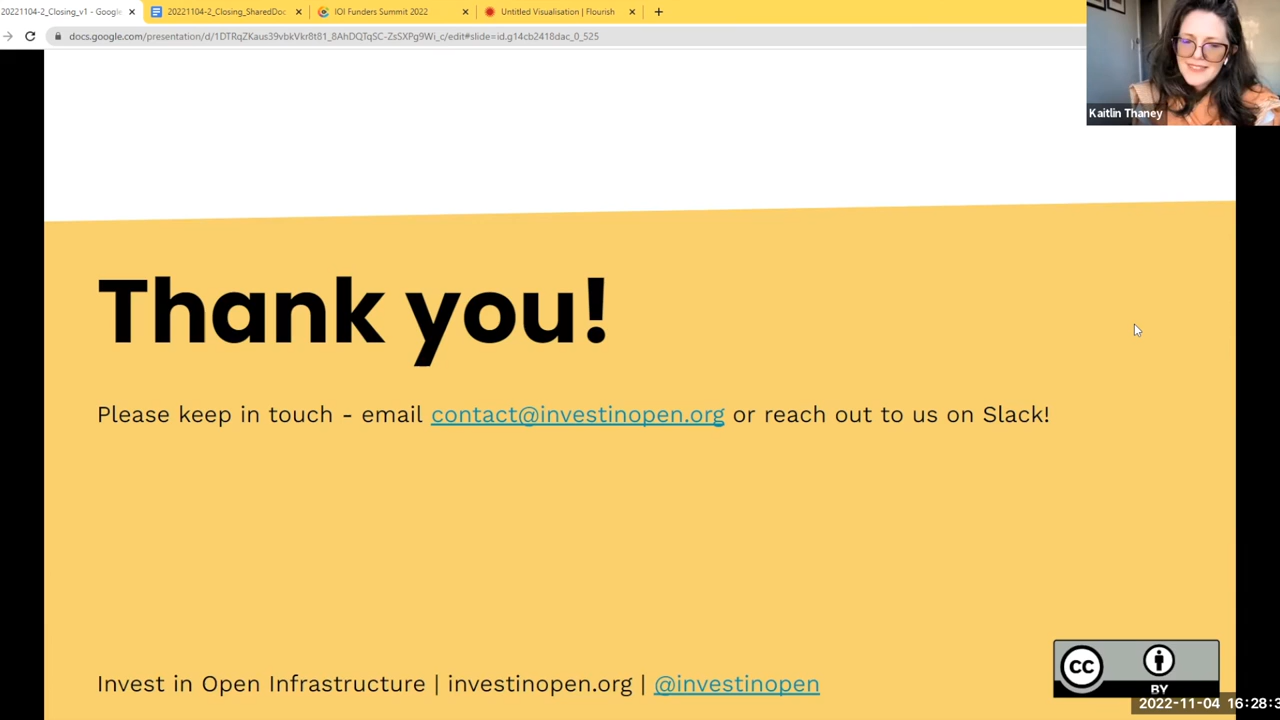 20221104-2_Closing_v1 - Google
20221104-2_Closing_SharedDoc
IOI Funders Summit 2022
Untitled Visualisation | Flourish
docs.google.com/presentation/d/1DTRqZKaus39vbkVkr8t81_8AhDQTqSC-ZsSXPg9Wi_c/edit#slide=id.g14cb2418dac_0_525
Kaitlin Thaney
Thank you!
Please keep in touch - email contact@investinopen.org or reach out to us on Slack!
Invest in Open Infrastructure | investinopen.org | @investinopen
CC
BY
2022-11-04 16:28:3